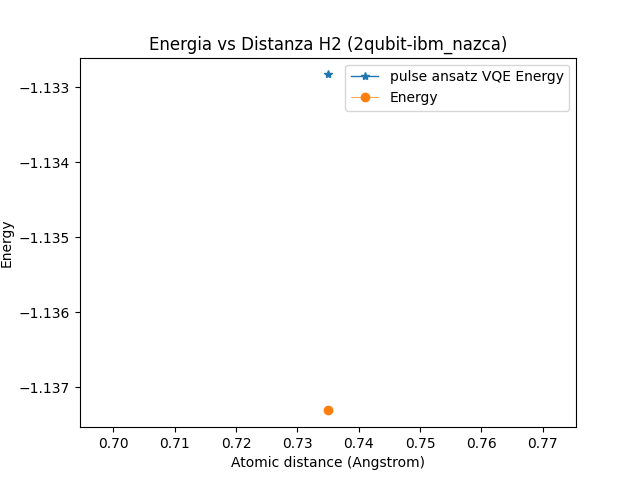 Energia vs Distanza H2 (2qubit-ibm_nazca)
pulse ansatz VQE Energy
Energy
−1.133
−1.134
−1.135
−1.136
−1.137
Energy
0.70 0.71 0.72 0.73 0.74 0.75 0.76 0.77
Atomic distance (Angstrom)